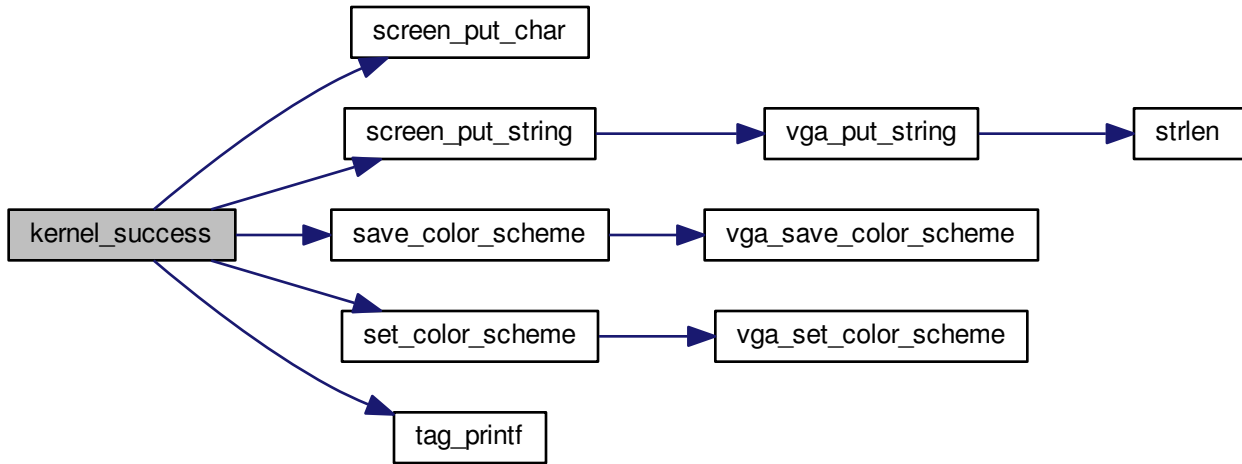 screen_put_char
screen_put_string
vga_put_string
strlen
kernel_success
save_color_scheme
vga_save_color_scheme
set_color_scheme
vga_set_color_scheme
tag_printf